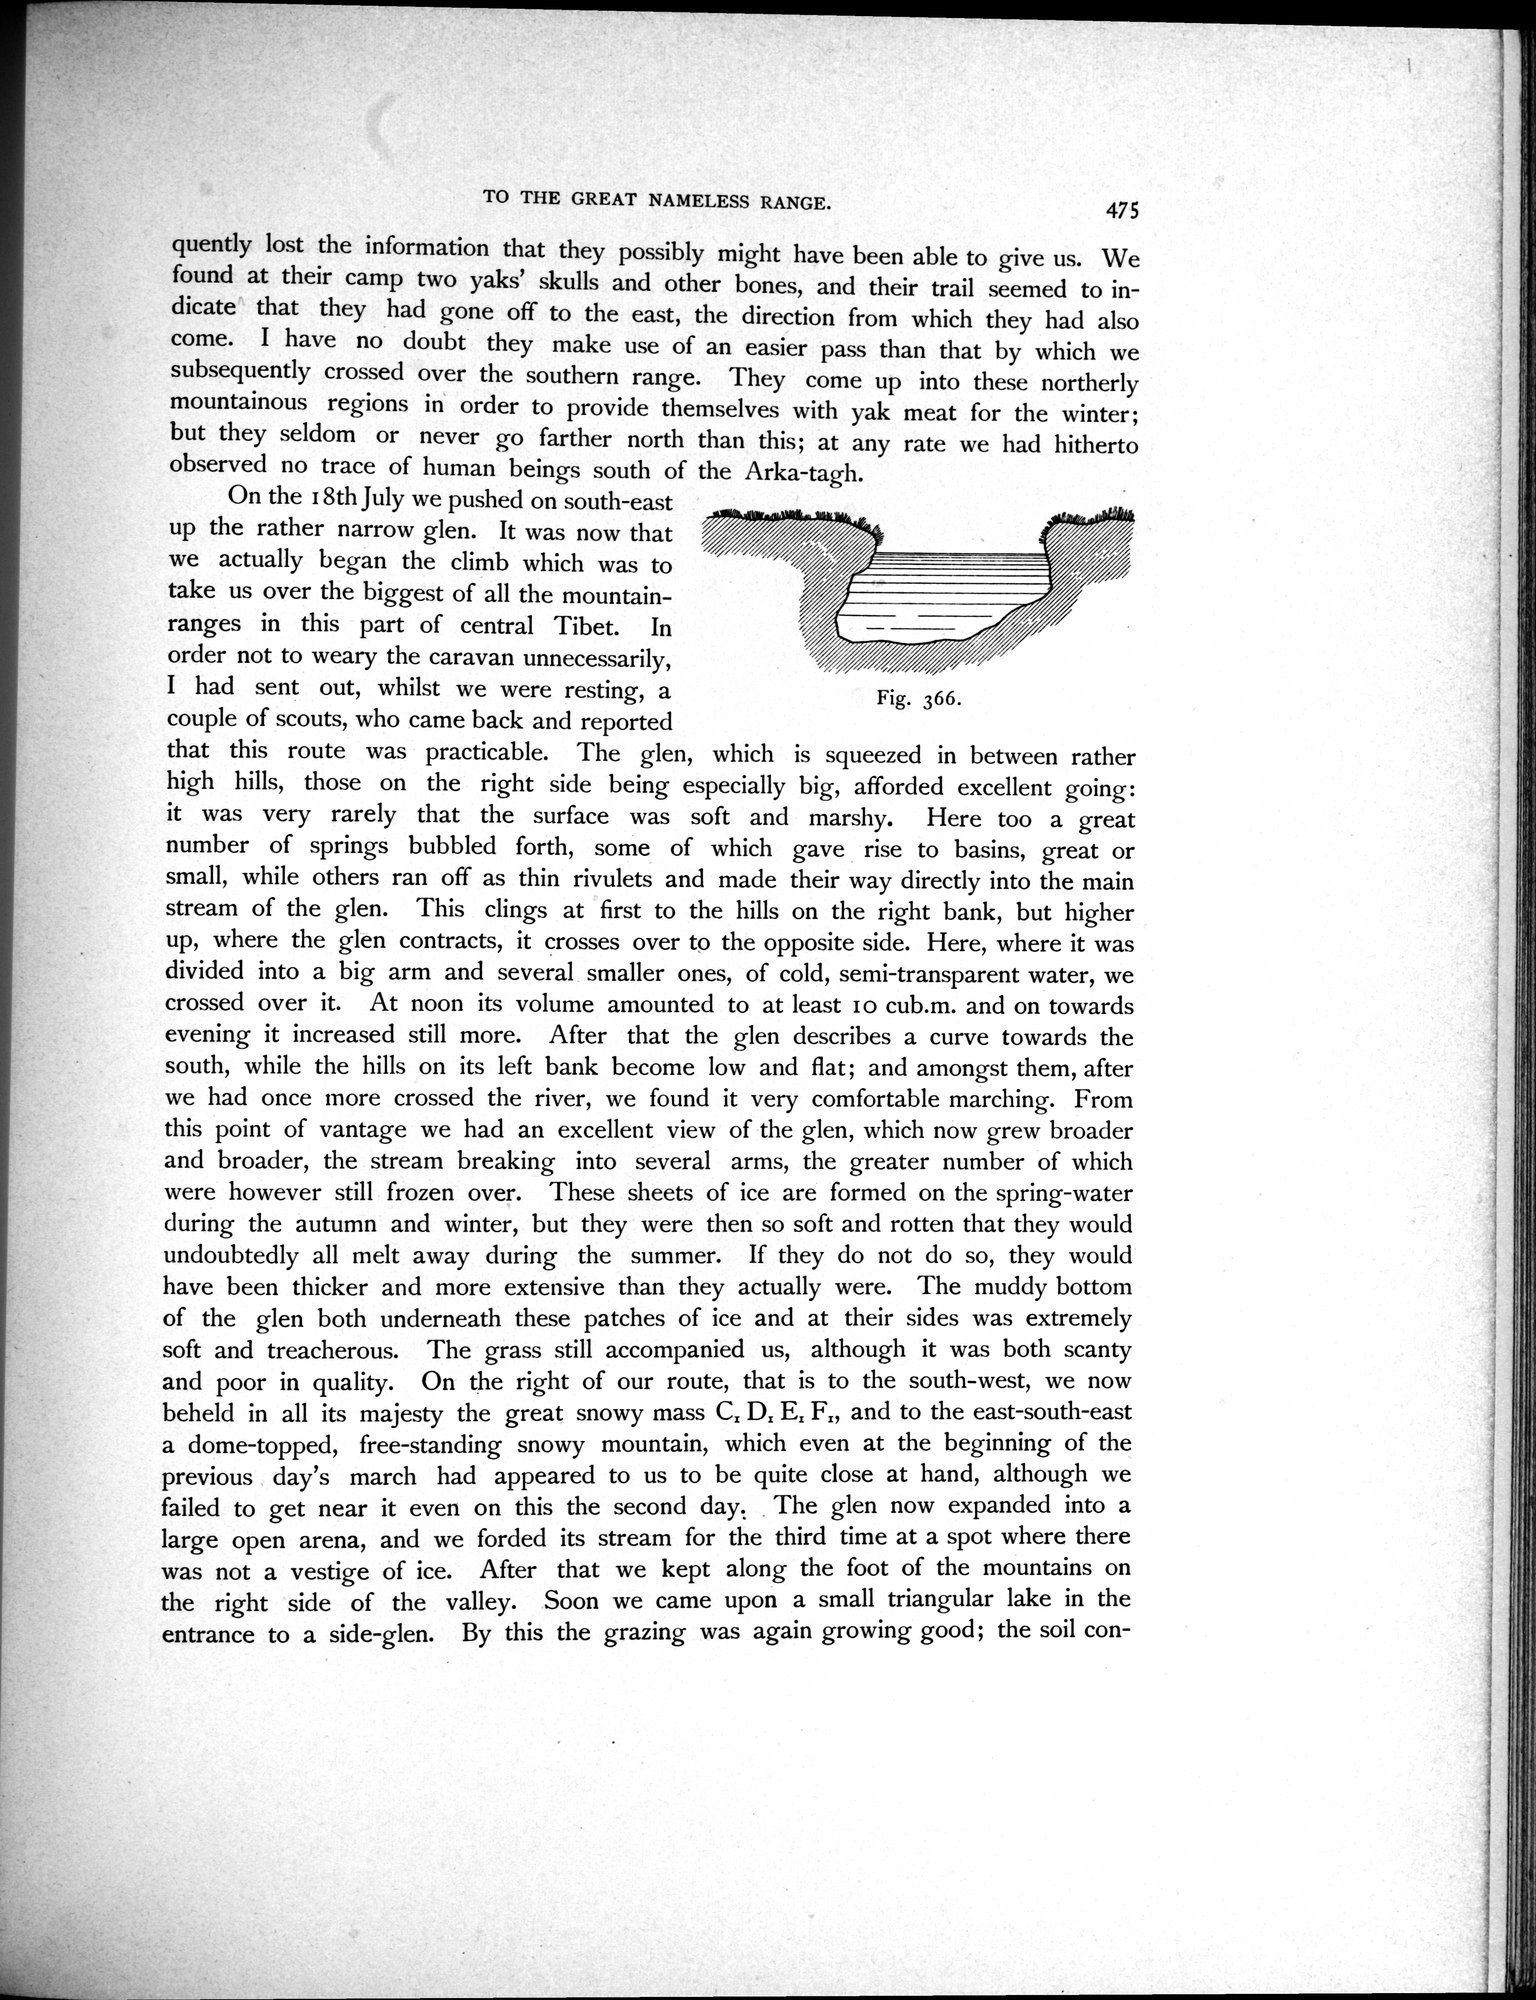 TO THE GREAT NAMELESS RANGE.
475
quently lost the information that they possibly might have been able to give us. We
found at their camp two yaks' skulls and other bones, and their trail seemed to in-
dicate that they had gone off to the east, the direction from which they had also
come. I have no doubt they make use of an easier pass than that by which we
subsequently crossed over the southern range. They come up into these northerly
mountainous regions in order to provide themselves with yak meat for the winter;
but they seldom or never go farther north than this; at any rate we had hitherto
observed no trace of human beings south of the Arka-tagh.
On the 18th July we pushed on south-east
up the rather narrow glen. It was now that
we actually began the climb which was to
take us over the biggest of all the mountain-
ranges in this part of central Tibet. In
order not to weary the caravan unnecessarily,
I had sent out, whilst we were resting, a
couple of scouts, who came back and reported
Fig. 366.
that this route was practicable. The glen, which is squeezed in between rather
high hills, those on the right side being especially big, afforded excellent going:
it was very rarely that the surface was soft and marshy. Here too a great
number of springs bubbled forth, some of which gave rise to basins, great or
small, while others ran off as thin rivulets and made their way directly into the main
stream of the glen. This clings at first to the hills on the right bank, but higher
up, where the glen contracts, it crosses over to the opposite side. Here, where it was
divided into a big arm and several smaller ones, of cold, semi-transparent water, we
crossed over it. At noon its volume amounted to at least 10 cub.m. and on towards
evening it increased still more. After that the glen describes a curve towards the
south, while the hills on its left bank become low and flat; and amongst them, after
we had once more crossed the river, we found it very comfortable marching. From
this point of vantage we had an excellent view of the glen, which now grew broader
and broader, the stream breaking into several arms, the greater number of which
were however still frozen over. These sheets of ice are formed on the spring-water
during the autumn and winter, but they were then so soft and rotten that they would
undoubtedly all melt away during the summer. If they do not do so, they would
have been thicker and more extensive than they actually were. The muddy bottom
of the glen both underneath these patches of ice and at their sides was extremely
soft and treacherous. The grass still accompanied us, although it was both scanty
and poor in quality. On the right of our route, that is to the south-west, we now
beheld in all its majesty the great snowy mass C₁ D₁ E₁ F₁, and to the east-south-east
a dome-topped, free-standing snowy mountain, which even at the beginning of the
previous day's march had appeared to us to be quite close at hand, although we
failed to get near it even on this the second day. The glen now expanded into a
large open arena, and we forded its stream for the third time at a spot where there
was not a vestige of ice. After that we kept along the foot of the mountains on
the right side of the valley. Soon we came upon a small triangular lake in the
entrance to a side-glen. By this the grazing was again growing good; the soil con-